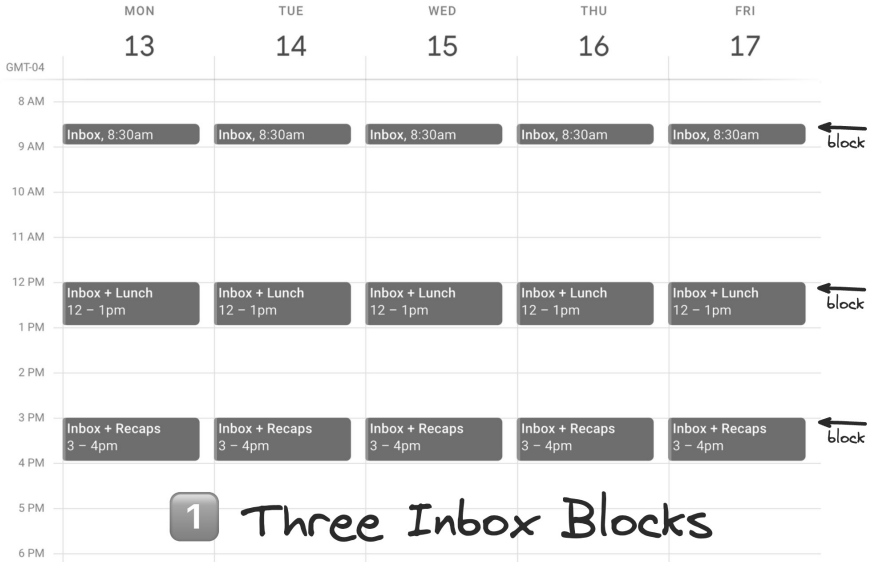 MON TUE WED THU FRI
13 14 15 16 17
GMT-04
8 AM
Inbox, 8:30am Inbox, 8:30am Inbox, 8:30am Inbox, 8:30am Inbox, 8:30am
block
9 AM
10 AM
11 AM
12 PM
Inbox + Lunch Inbox + Lunch Inbox + Lunch Inbox + Lunch Inbox + Lunch
12 – 1pm 12 – 1pm 12 – 1pm 12 – 1pm 12 – 1pm
block
1 PM
2 PM
3 PM
Inbox + Recaps Inbox + Recaps Inbox + Recaps Inbox + Recaps Inbox + Recaps
3 – 4pm 3 – 4pm 3 – 4pm 3 – 4pm 3 – 4pm
block
4 PM
5 PM
1 Three Inbox Blocks
6 PM